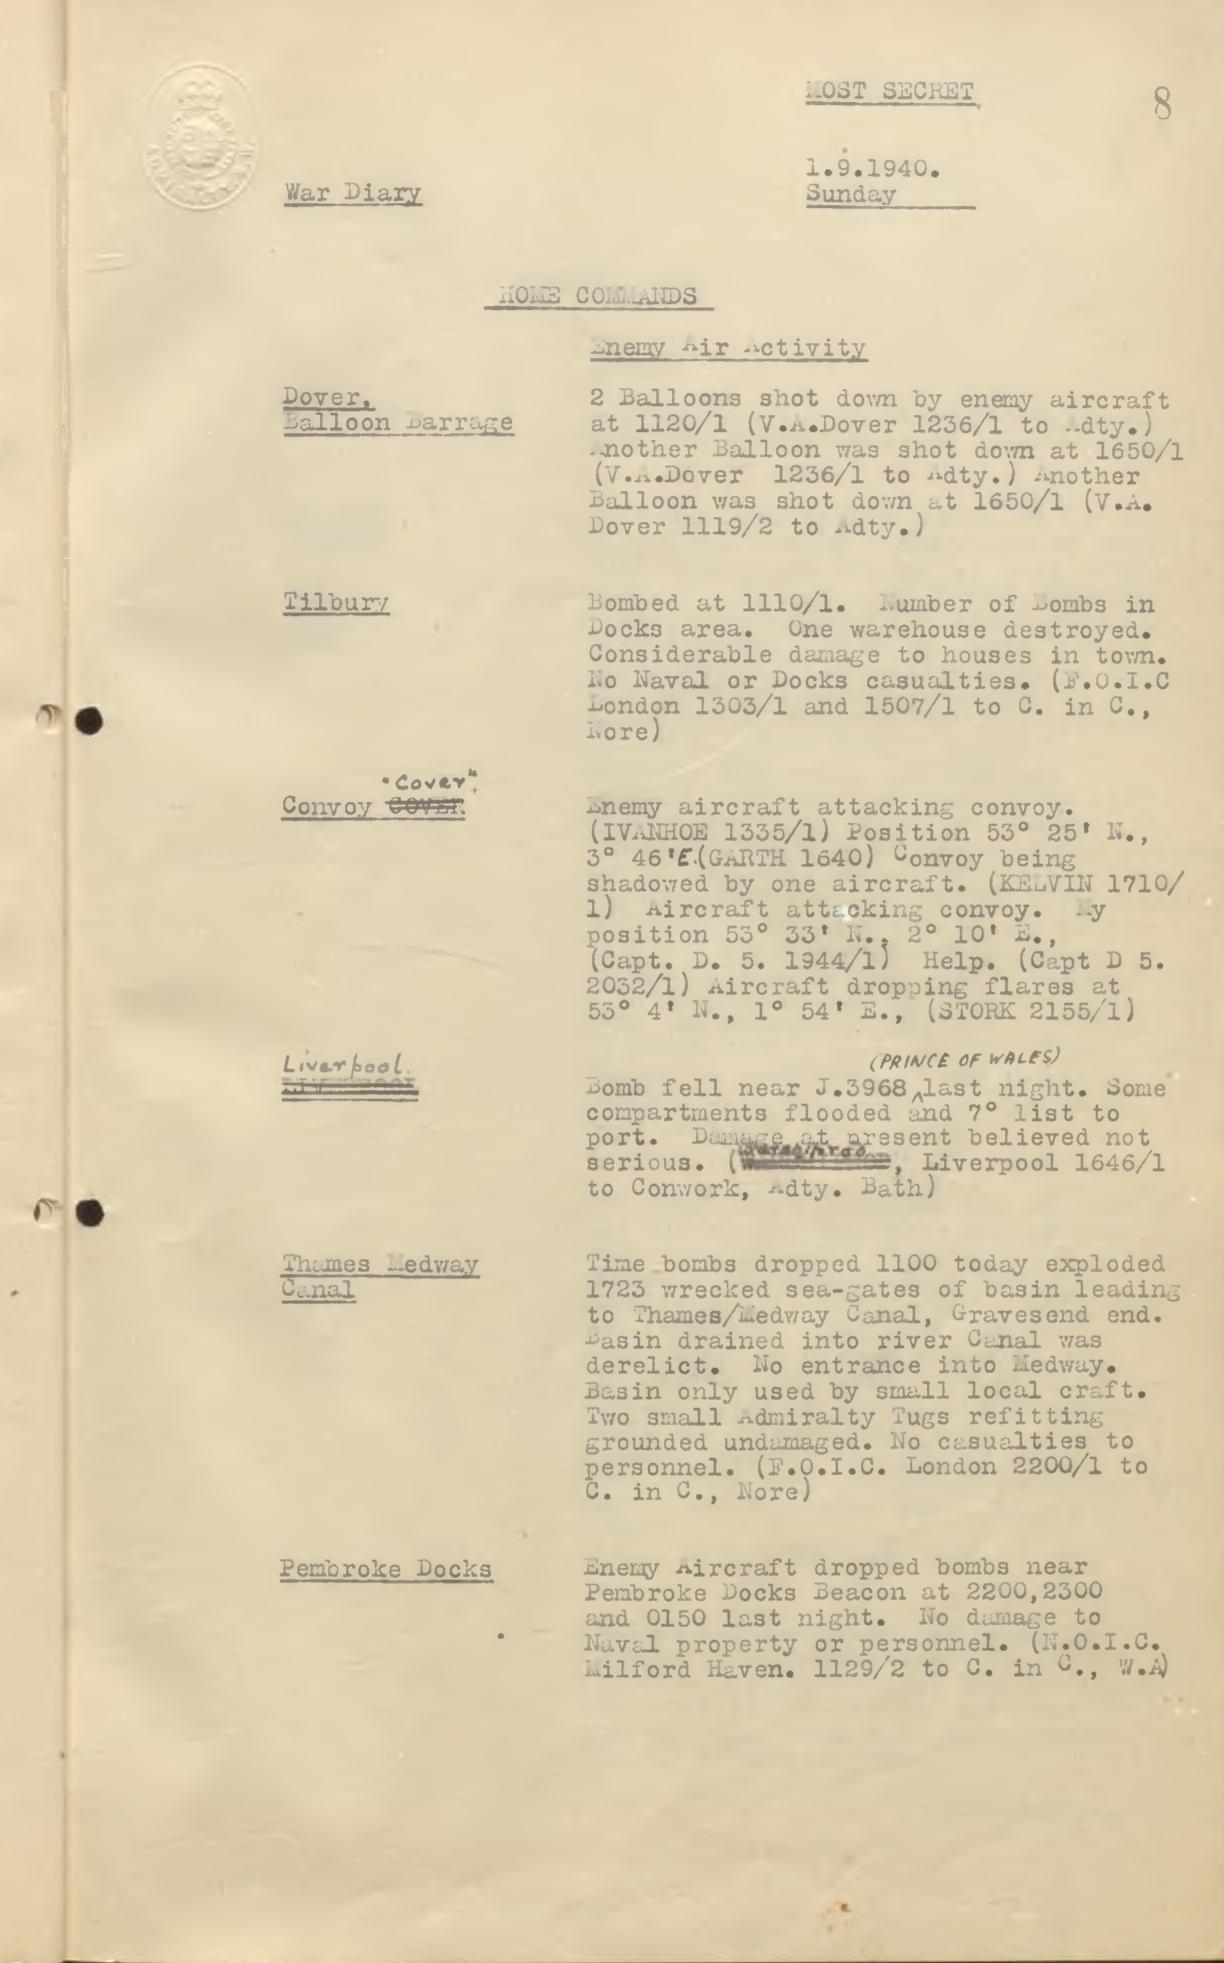 MOST SECRET
8
1.9.1940.
War Diary
Sunday
HOME COMMANDS
Enemy Air Activity
Dover,
Balloon Barrage
2 Balloons shot down by enemy aircraft
at 1120/1 (V.A.Dover 1236/1 to Adty.)
Another Balloon was shot down at 1650/1
(V.A.Dover 1236/1 to Adty.) Another
Balloon was shot down at 1650/1 (V.A.
Dover 1119/2 to Adty.)
Tilbury
Bombed at 1110/1. Number of Bombs in
Docks area. One warehouse destroyed.
Considerable damage to houses in town.
No Naval or Docks casualties. (F.O.I.C
London 1303/1 and 1507/1 to C. in C.,
Nore)
"Cover".
Convoy COVER
Enemy aircraft attacking convoy.
(IVANHOE 1335/1) Position 53° 25' N.,
3° 46'E.(GARTH 1640) Convoy being
shadowed by one aircraft. (KELVIN 1710/
1) Aircraft attacking convoy. My
position 53° 33' N., 2° 10' E.,
(Capt. D. 5. 1944/1) Help. (Capt D 5.
2032/1) Aircraft dropping flares at
53° 4' N., 1° 54' E., (STORK 2155/1)
Liverpool.
LIVERPOOL
(PRINCE OF WALES)
Bomb fell near J.3968 last night. Some
compartments flooded and 7° list to
port. Damage at present believed not
serious. ( , Liverpool 1646/1
to Conwork, Adty. Bath)
Thames Medway
Canal
Time bombs dropped 1100 today exploded
1723 wrecked sea-gates of basin leading
to Thames/Medway Canal, Gravesend end.
Basin drained into river Canal was
derelict. No entrance into Medway.
Basin only used by small local craft.
Two small Admiralty Tugs refitting
grounded undamaged. No casualties to
personnel. (F.O.I.C. London 2200/1 to
C. in C., Nore)
Pembroke Docks
Enemy Aircraft dropped bombs near
Pembroke Docks Beacon at 2200,2300
and 0150 last night. No damage to
Naval property or personnel. (N.O.I.C.
Milford Haven. 1129/2 to C. in C., W.A)